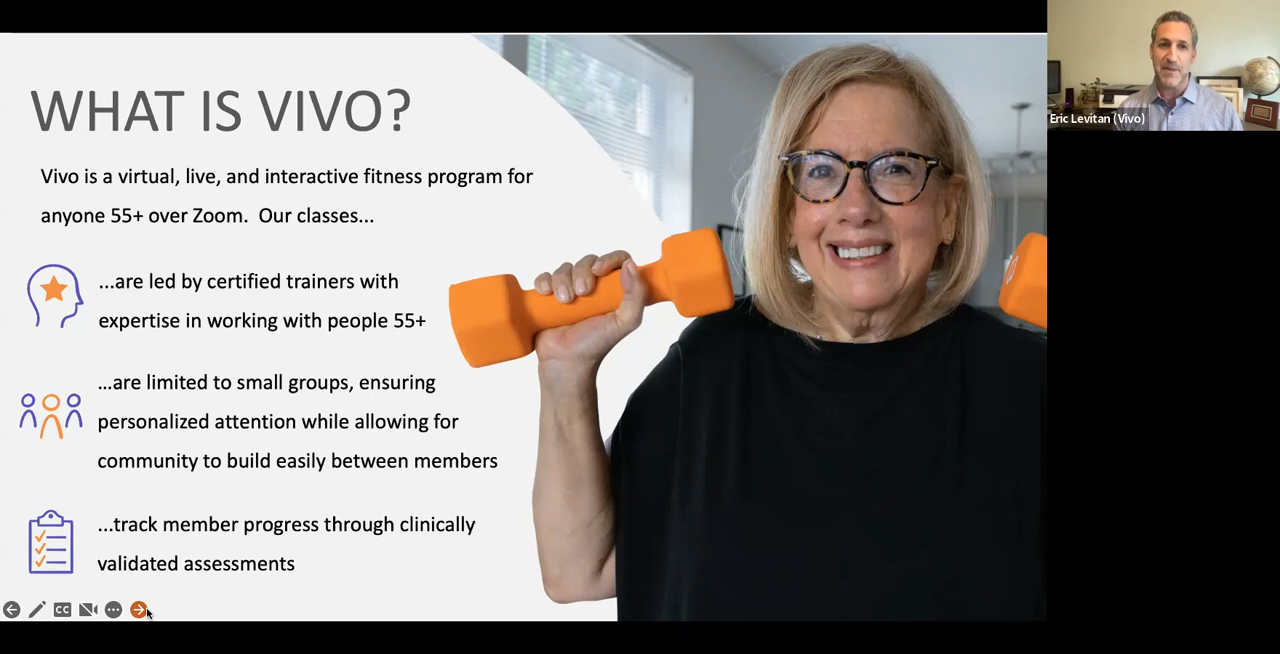 WHAT IS VIVO?
Vivo is a virtual, live, and interactive fitness program for
anyone 55+ over Zoom. Our classes...
...are led by certified trainers with
expertise in working with people 55+
...are limited to small groups, ensuring
personalized attention while allowing for
community to build easily between members
...track member progress through clinically
validated assessments
CC
Eric Levitan (Vivo)